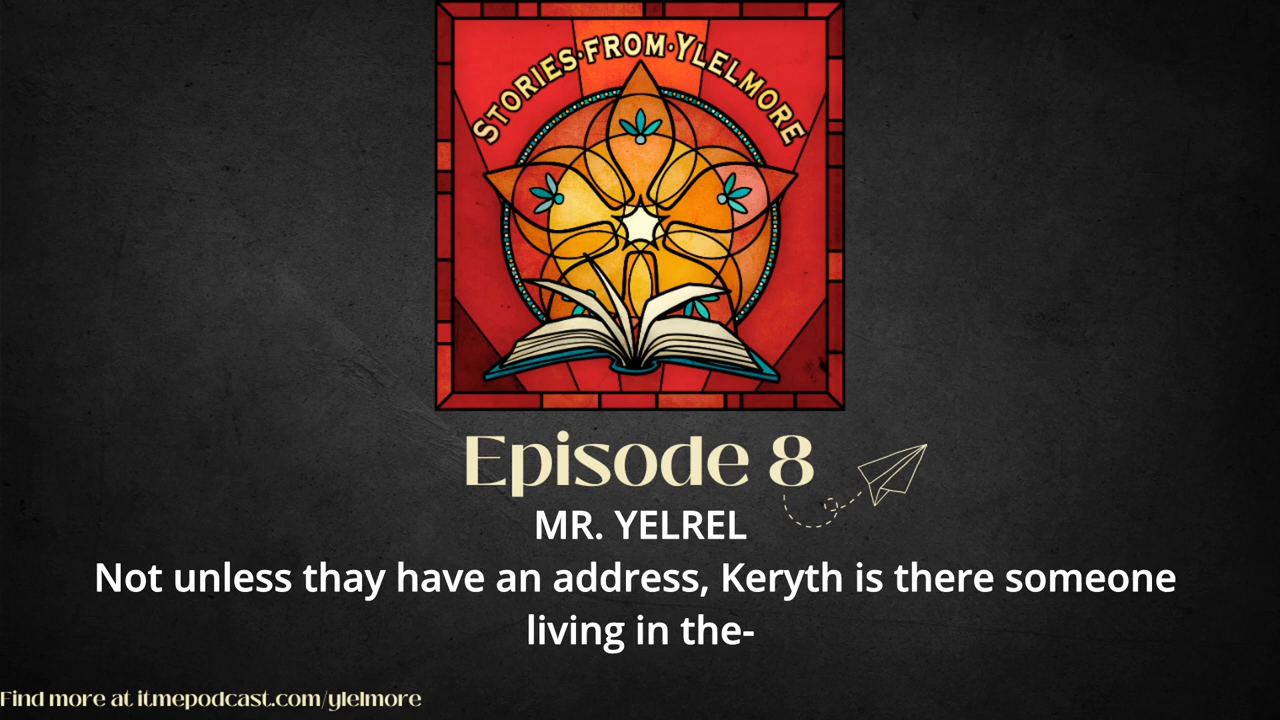 STORIES·FROM·YLELMORE
Episode 8
MR. YELREL
Not unless thay have an address, Keryth is there someone
living in the-
Find more at itmepodcast.com/ylelmore